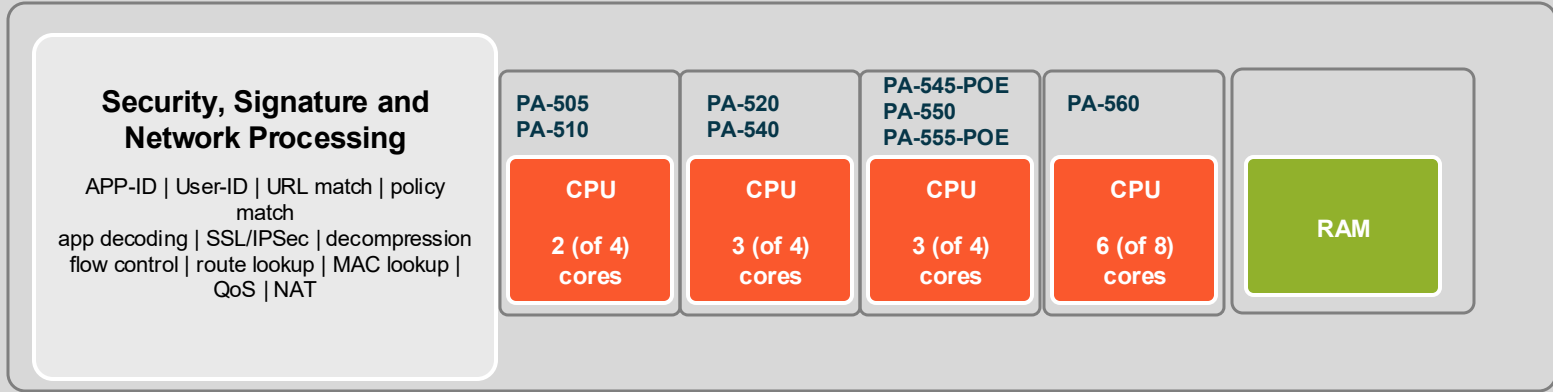 Security, Signature and
Network Processing
APP-ID | User-ID | URL match | policy
match
app decoding | SSL/IPSec | decompression
flow control | route lookup | MAC lookup |
QoS | NAT
PA-505
PA-510
CPU
2 (of 4)
cores
PA-520
PA-540
CPU
3 (of 4)
cores
PA-545-POE
PA-550
PA-555-POE
CPU
3 (of 4)
cores
PA-560
CPU
6 (of 8)
cores
RAM